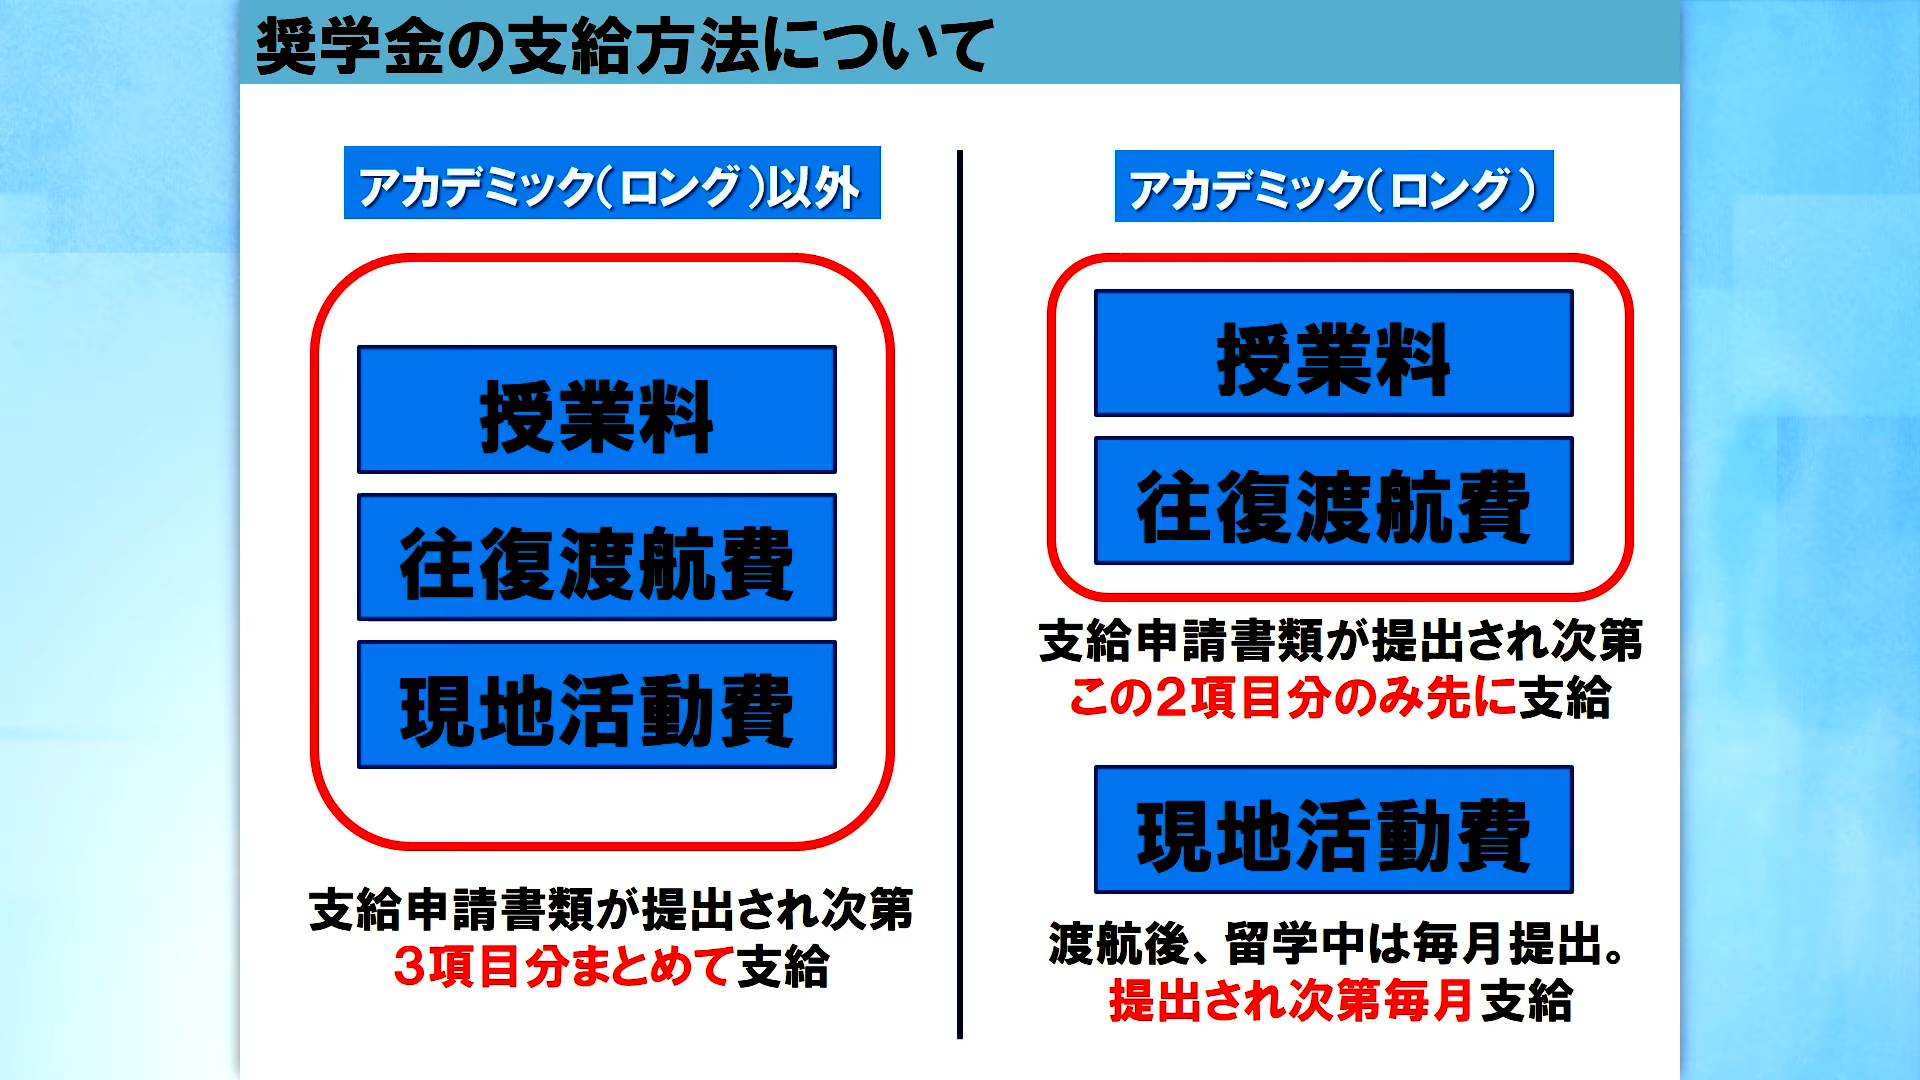 奨学金の支給方法について
アカデミック(ロング)以外
授業料
往復渡航費
現地活動費
支給申請書類が提出され次第
3項目分まとめて支給
アカデミック(ロング)
授業料
往復渡航費
支給申請書類が提出され次第
この2項目分のみ先に支給
現地活動費
渡航後、留学中は毎月提出。
提出され次第毎月支給